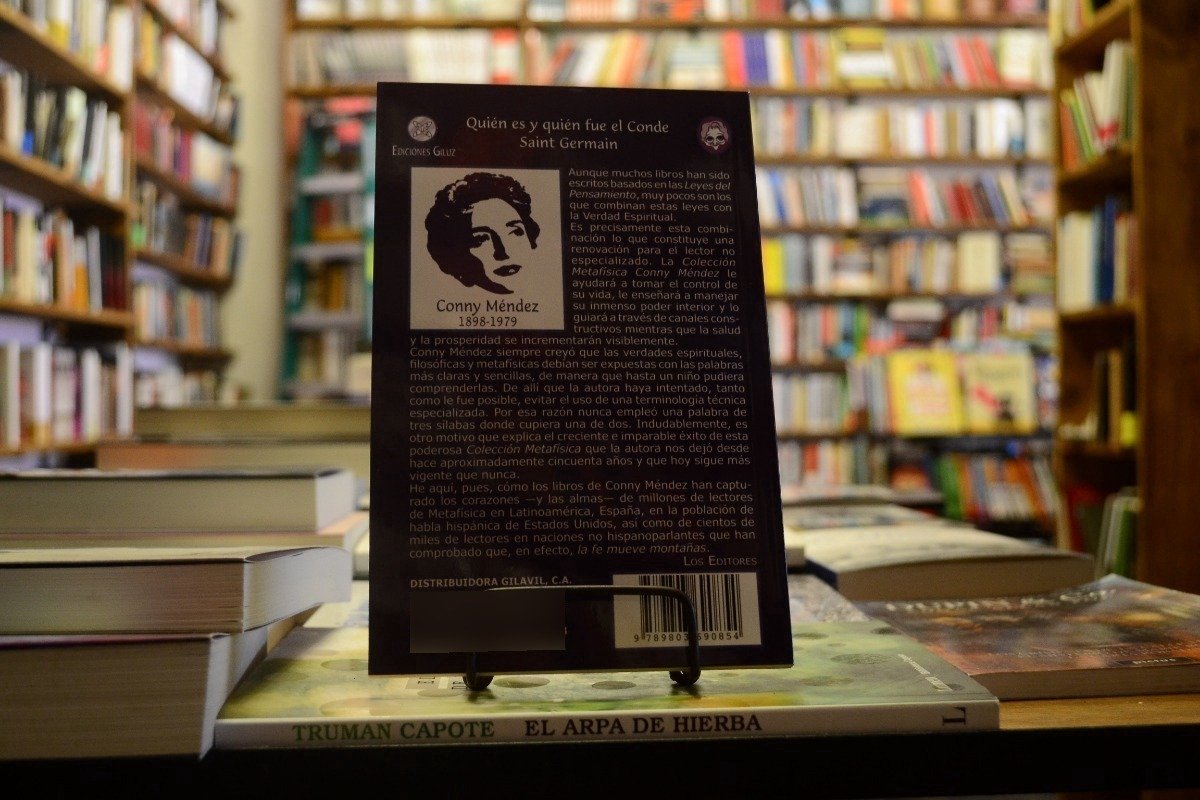 Quién es y quién fue el Conde
Saint Germain
EDICIONES GILUZ
Aunque muchos libros han sido
escritos basados en las Leyes del
Pensamiento, muy pocos son los
que combinan estas leyes con
la Verdad Espiritual.
Es precisamente esta combi-
nación lo que constituye una
renovación para el lector no
especializado. La Colección
Metafísica Conny Méndez le
ayudará a tomar el control de
su vida, le enseñará a manejar
su inmenso poder interior y lo
guiará a través de canales cons-
tructivos mientras que la salud
y la prosperidad se incrementarán visiblemente.
Conny Méndez
1898-1979
Conny Méndez siempre creyó que las verdades espirituales,
filosóficas y metafísicas debían ser expuestas con las palabras
más claras y sencillas, de manera que hasta un niño pudiera
comprenderlas. De allí que la autora haya intentado, tanto
como le fue posible, evitar el uso de una terminología técnica
especializada. Por esa razón nunca empleó una palabra de
tres sílabas donde cupiera una de dos. Indudablemente, es
otro motivo que explica el creciente e imparable éxito de esta
poderosa Colección Metafísica que la autora nos dejó desde
hace aproximadamente cincuenta años y que hoy sigue más
vigente que nunca.
He aquí, pues, cómo los libros de Conny Méndez han captu-
rado los corazones —y las almas— de millones de lectores
de Metafísica en Latinoamérica, España, en la población de
habla hispánica de Estados Unidos, así como de cientos de
miles de lectores en naciones no hispanoparlantes que han
comprobado que, en efecto, la fe mueve montañas.
LOS EDITORES
DISTRIBUIDORA GILAVIL, C.A.
TRUMAN CAPOTE EL ARPA DE HIERBA
L